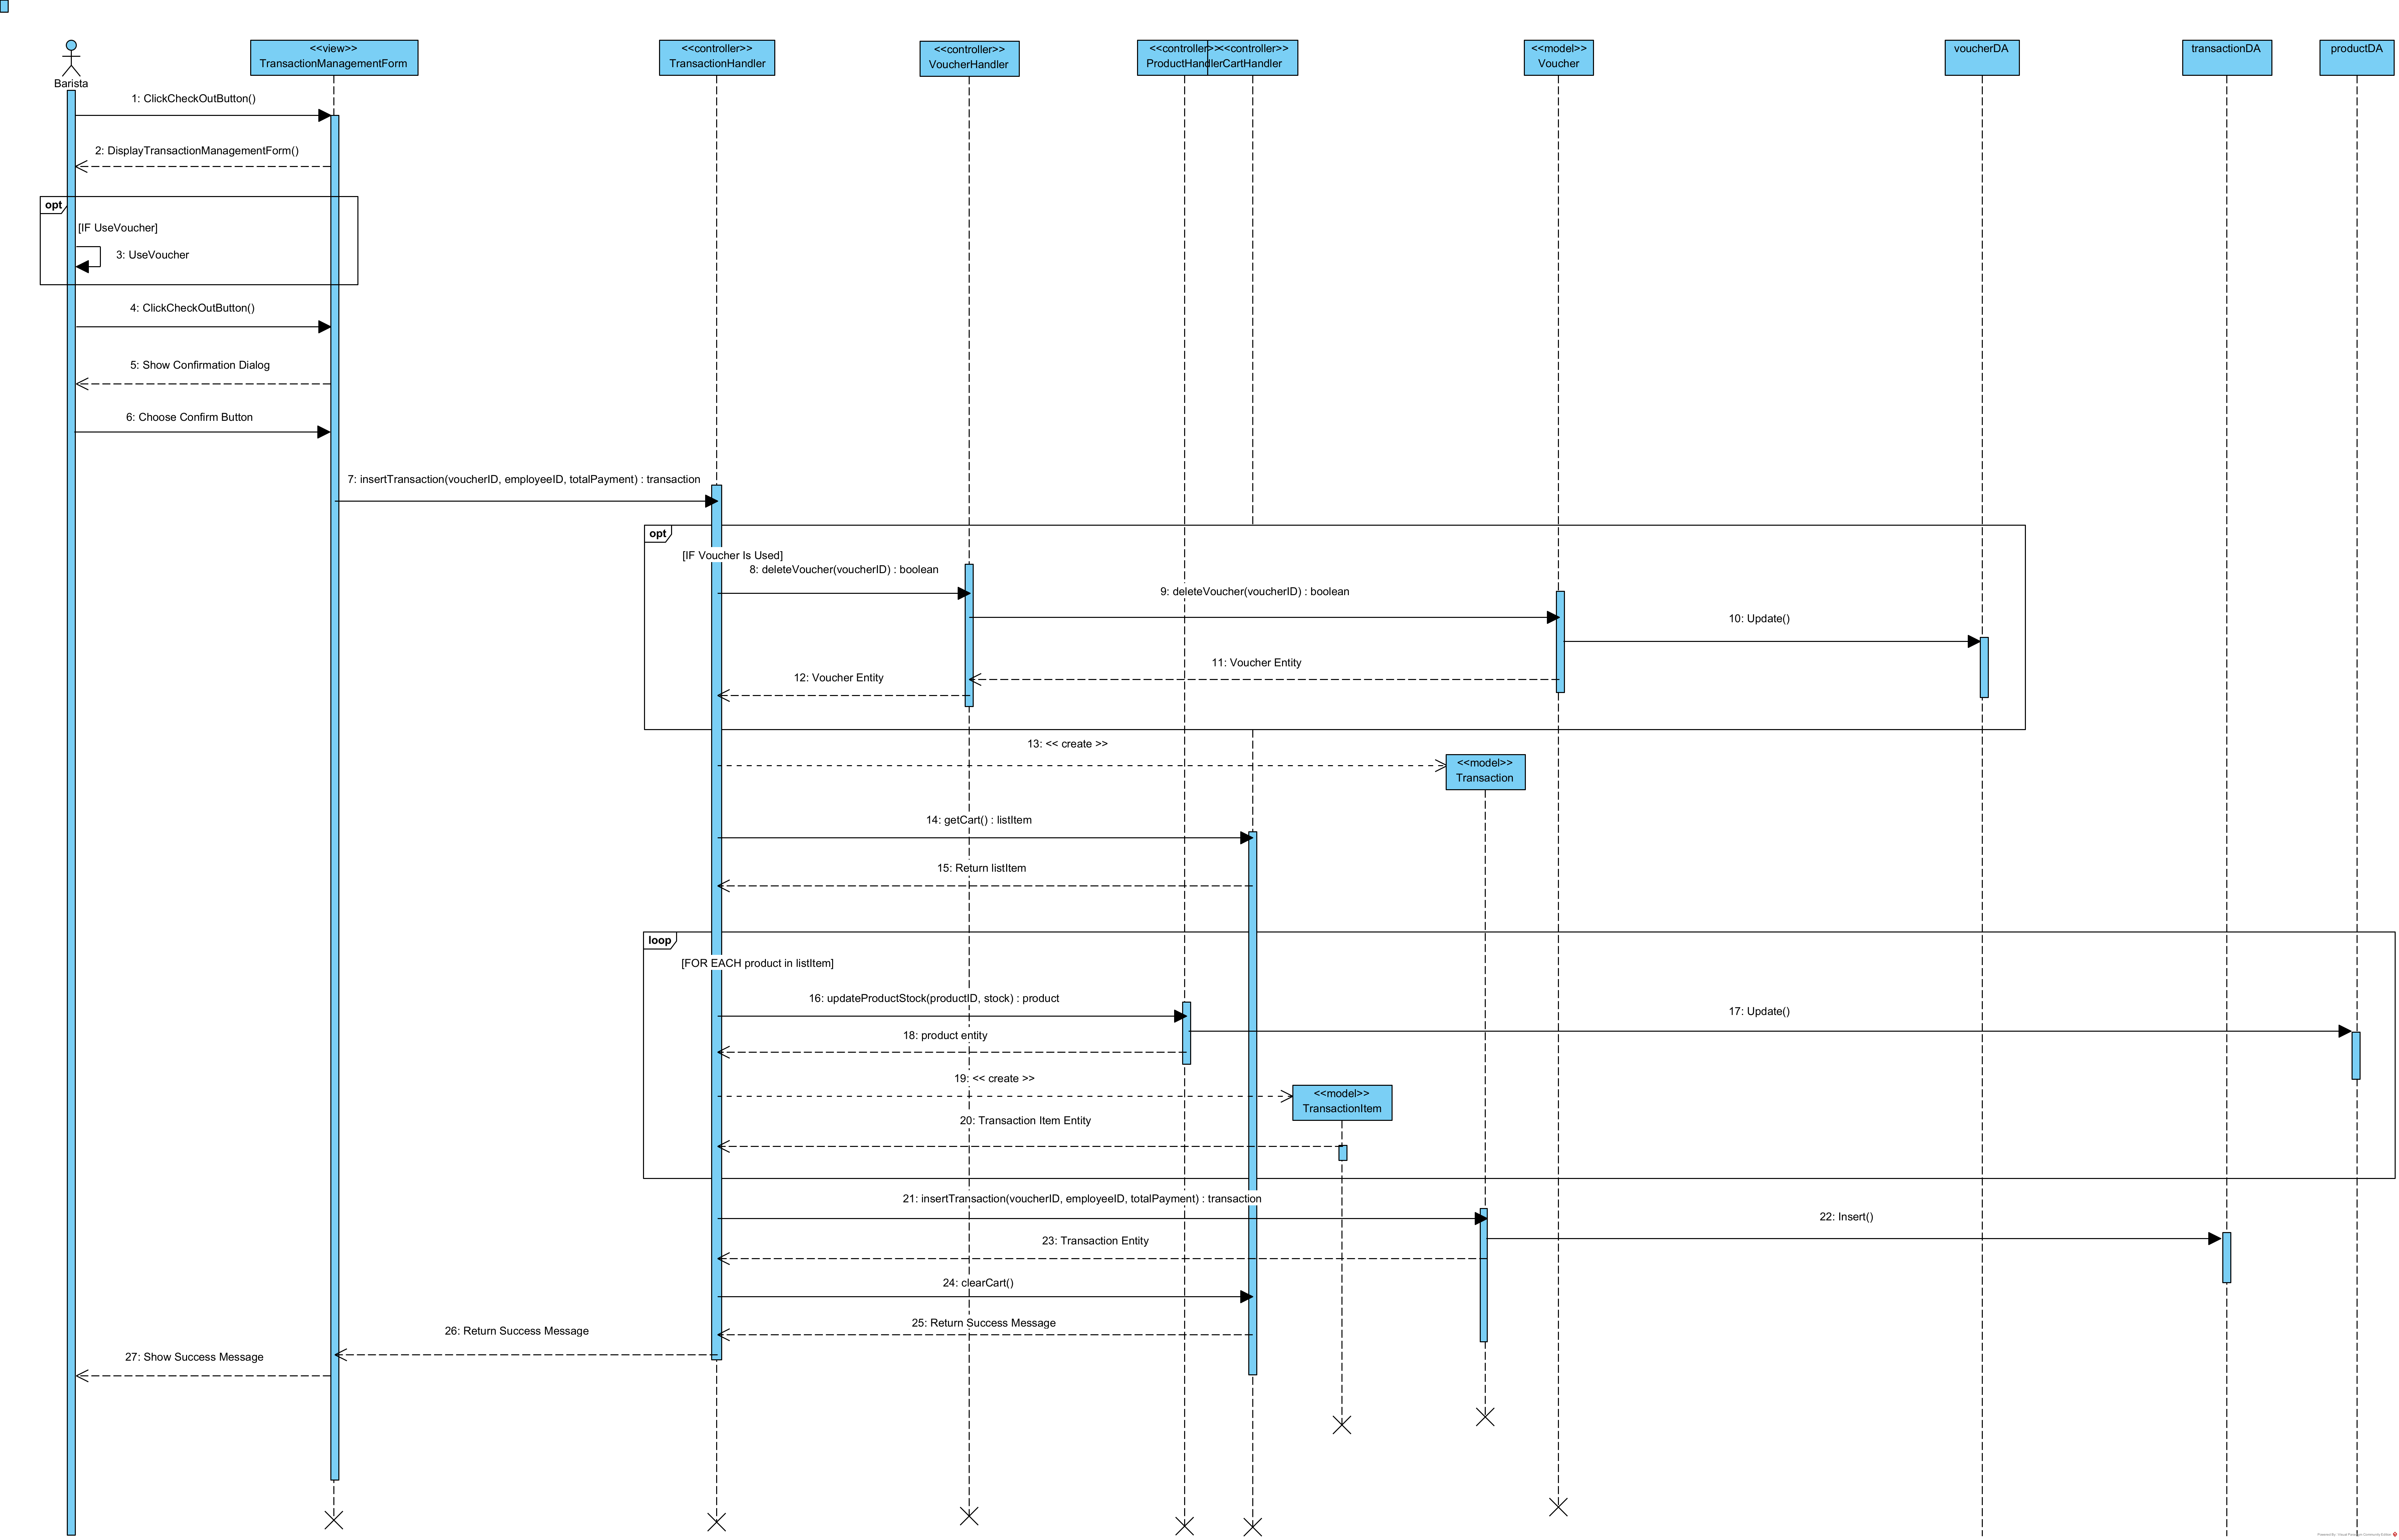 <<view>>
TransactionManagementForm
<<controller>>
TransactionHandler
<<controller>>
VoucherHandler
<<controller>>
ProductHandler
<<controller>>
CartHandler
<<model>>
Voucher
voucherDA
transactionDA
productDA
Barista
1: ClickCheckOutButton()
2: DisplayTransactionManagementForm()
opt
[IF UseVoucher]
3: UseVoucher
4: ClickCheckOutButton()
5: Show Confirmation Dialog
6: Choose Confirm Button
7: insertTransaction(voucherID, employeeID, totalPayment) : transaction
opt
[IF Voucher Is Used]
8: deleteVoucher(voucherID) : boolean
9: deleteVoucher(voucherID) : boolean
10: Update()
11: Voucher Entity
12: Voucher Entity
13: << create >>
<<model>>
Transaction
14: getCart() : listItem
15: Return listItem
loop
[FOR EACH product in listItem]
16: updateProductStock(productID, stock) : product
17: Update()
18: product entity
19: << create >>
<<model>>
TransactionItem
20: Transaction Item Entity
21: insertTransaction(voucherID, employeeID, totalPayment) : transaction
22: Insert()
23: Transaction Entity
24: clearCart()
25: Return Success Message
26: Return Success Message
27: Show Success Message
Powered By Visual Paradigm Community Edition